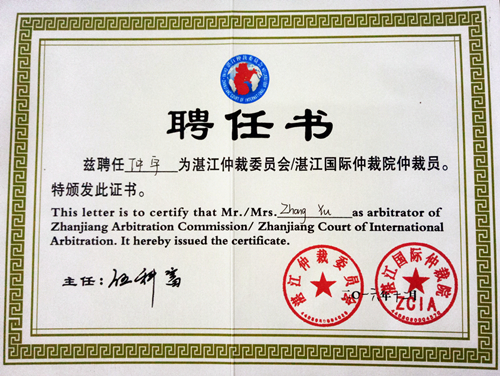 聘任书
兹聘任 仲宇 为湛江仲裁委员会/湛江国际仲裁院仲裁员。
特颁发此证书。
This letter is to certify that Mr./Mrs. Zhong Yu as arbitrator of
Zhanjiang Arbitration Commission/ Zhanjiang Court of International
Arbitration. It hereby issued the certificate.
主任：
湛江仲裁委员会
湛江国际仲裁院
ZCIA